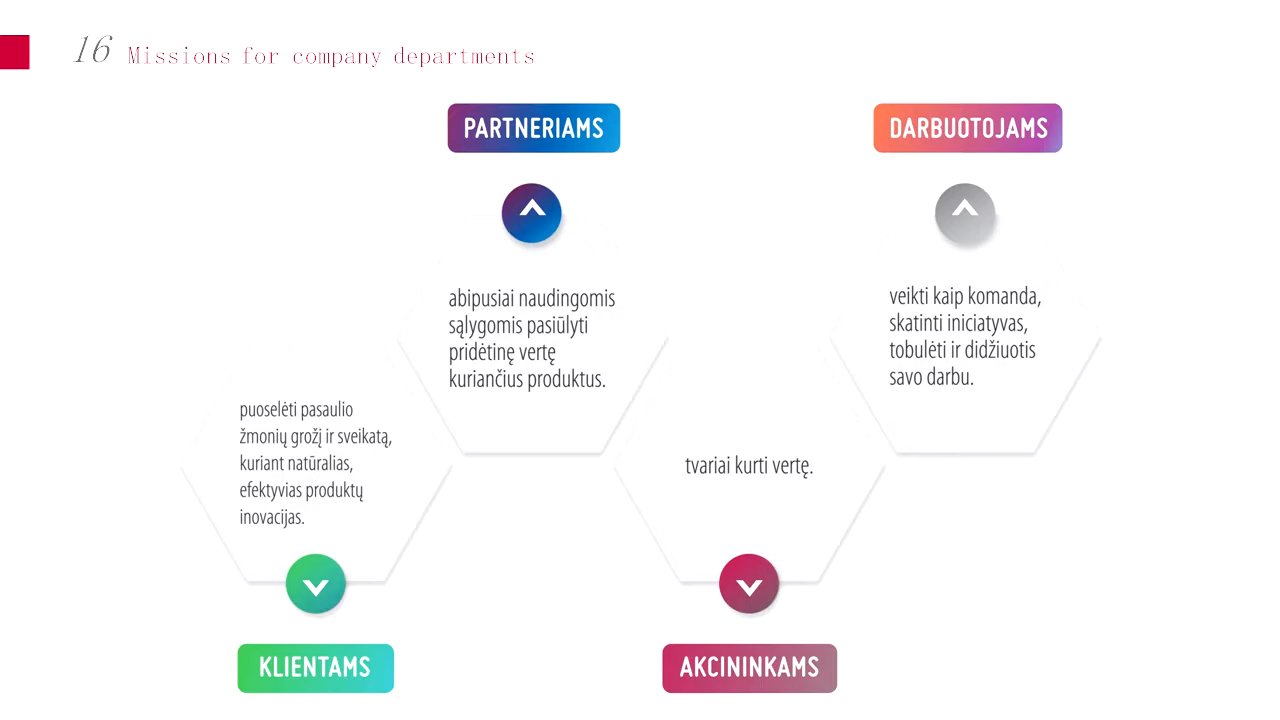 16 Missions for company departments
PARTNERIAMS
abipusiai naudingomis
sąlygomis pasiūlyti
pridėtinę vertę
kuriančius produktus.
DARBUOTOJAMS
veikti kaip komanda,
skatinti iniciatyvas,
tobulėti ir didžiuotis
savo darbu.
puoselėti pasaulio
žmonių grožį ir sveikatą,
kuriant natūralias,
efektyvias produktų
inovacijas.
KLIENTAMS
tvariai kurti vertę.
AKCININKAMS